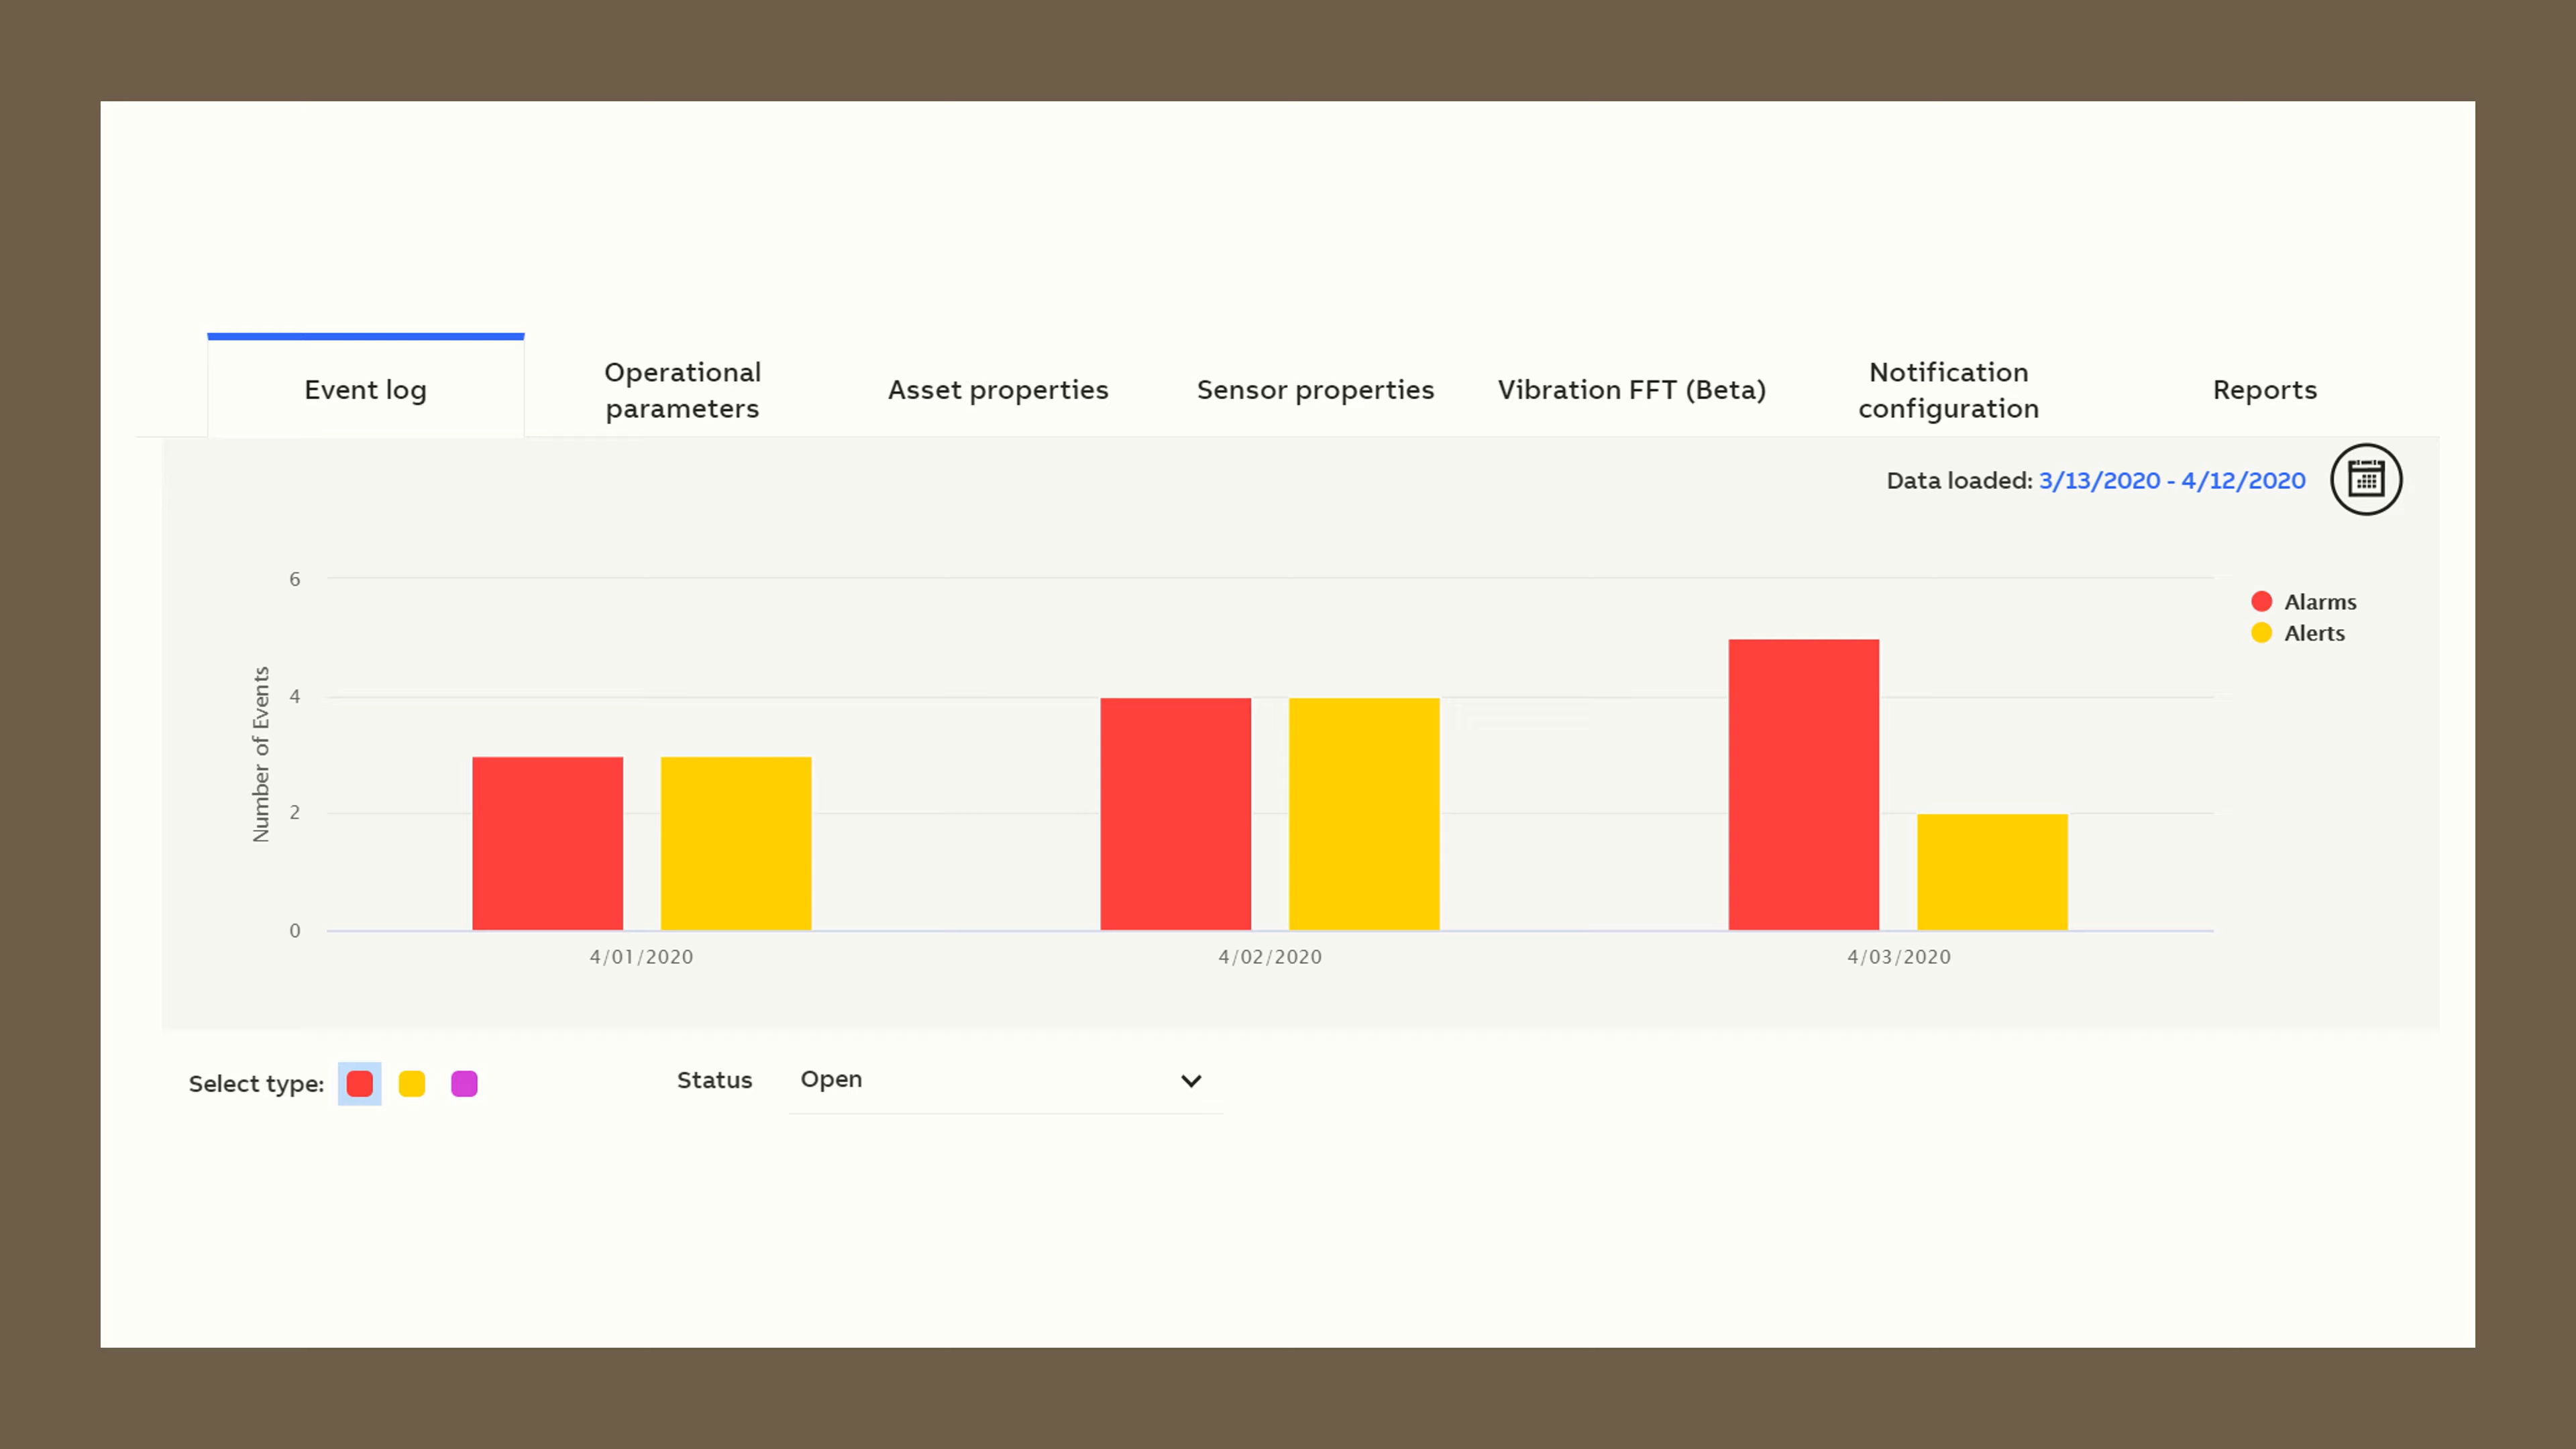 Event log
Operational
parameters
Asset properties
Sensor properties
Vibration FFT (Beta)
Notification
configuration
Reports
Data loaded: 3/13/2020 - 4/12/2020
6
4
2
0
Number of Events
Alarms
Alerts
4/01/2020
4/02/2020
4/03/2020
Select type:
Status
Open